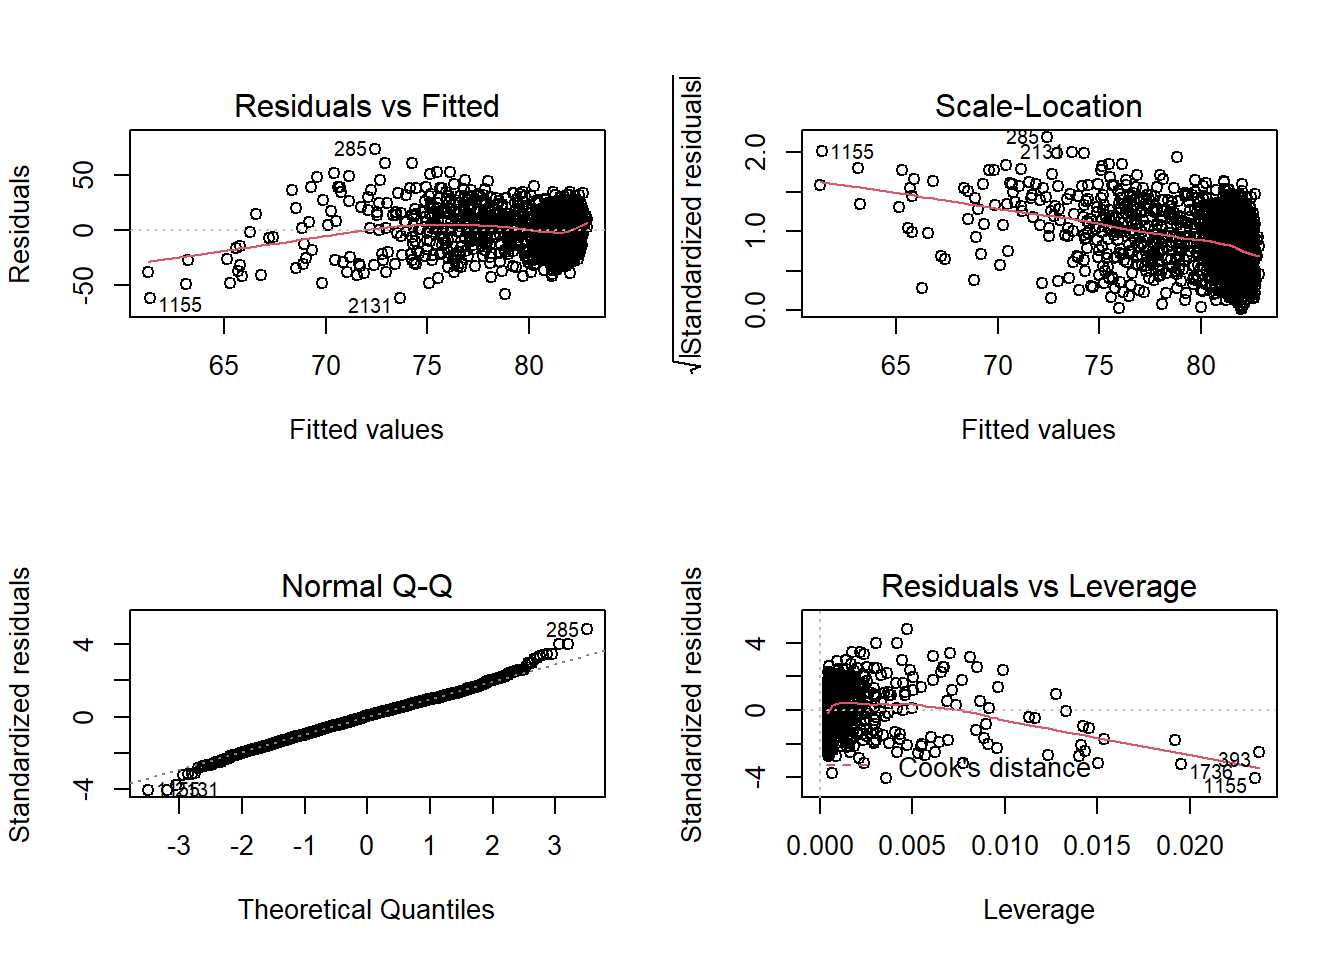 Residuals vs Fitted
Residuals
50
0
-50
285
1155
2131
65 70 75 80
Fitted values
Scale-Location
√|Standardized residuals|
2.0
1.0
0.0
285
2131
1155
65 70 75 80
Fitted values
Normal Q-Q
Standardized residuals
4
0
-4
285
1155
2131
-3 -2 -1 0 1 2 3
Theoretical Quantiles
Residuals vs Leverage
Standardized residuals
4
0
-4
Cook's distance
393
1736
1155
0.000 0.005 0.010 0.015 0.020
Leverage